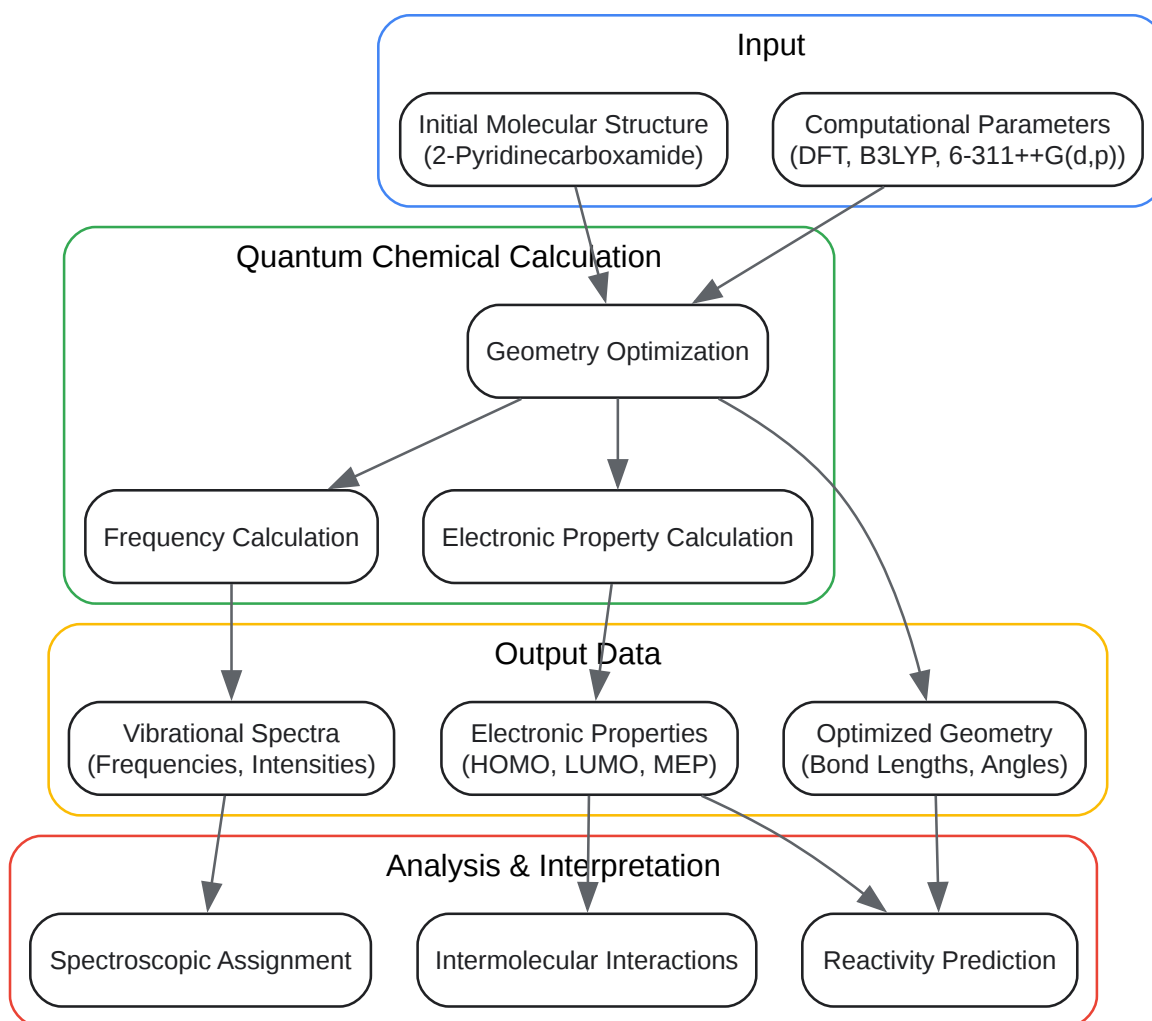 Input
Initial Molecular Structure
(2-Pyridinecarboxamide)
Computational Parameters
(DFT, B3LYP, 6-311++G(d,p))
Quantum Chemical Calculation
Geometry Optimization
Frequency Calculation
Electronic Property Calculation
Output Data
Vibrational Spectra
(Frequencies, Intensities)
Electronic Properties
(HOMO, LUMO, MEP)
Optimized Geometry
(Bond Lengths, Angles)
Analysis & Interpretation
Spectroscopic Assignment
Intermolecular Interactions
Reactivity Prediction